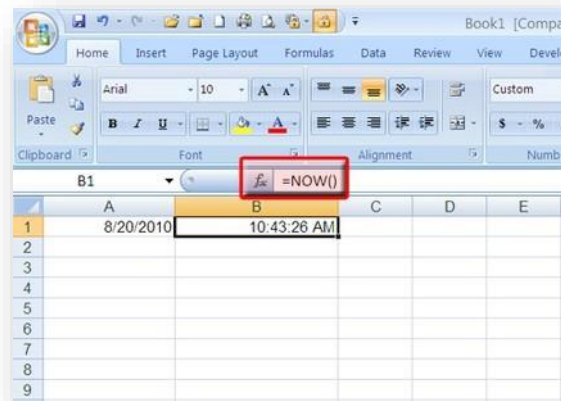 Book1 [Compa
Home Insert Page Layout Formulas Data Review View Devel
Arial 10 A A Custom
Paste B I U A $ %
Clipboard Font Alignment Numb
B1 fx =NOW()
A B C D E
1 8/20/2010 10:43:26 AM
2
3
4
5
6
7
8
9